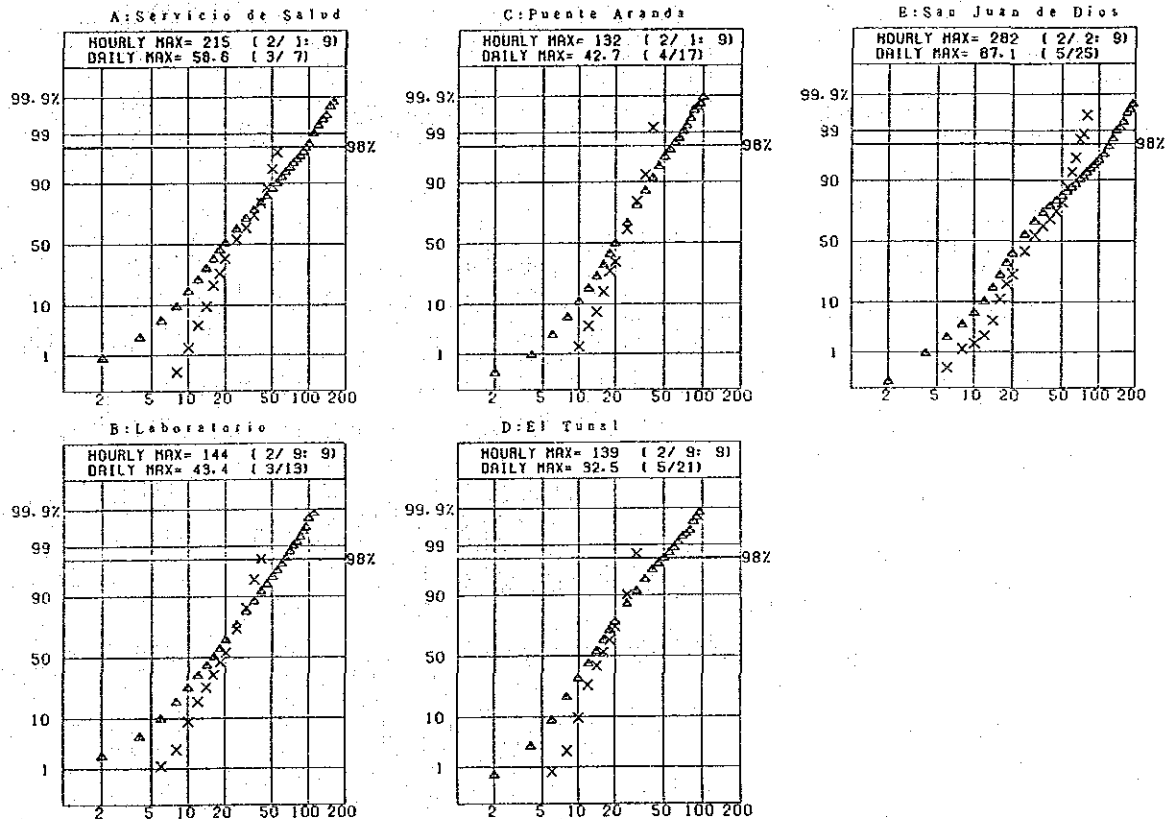 A:Servicio de Salud
HOURLY MAX= 215 ( 2/ 1: 9)
DAILY MAX= 58.8 ( 3/ 7)
99.9%
99
98%
90
50
10
1
2 5 10 20 50 100 200
C:Puente Aranda
HOURLY MAX= 132 ( 2/ 1: 9)
DAILY MAX= 42.7 ( 4/17)
99.9%
99
98%
90
50
10
1
2 5 10 20 50 100 200
E:San Juan de Dios
HOURLY MAX= 282 ( 2/ 2: 9)
DAILY MAX= 87.1 ( 5/25)
99.9%
99
98%
90
50
10
1
2 5 10 20 50 100 200
B:Laboratorio
HOURLY MAX= 144 ( 2/ 9: 9)
DAILY MAX= 43.4 ( 3/13)
99.9%
99
98%
90
50
10
1
2 5 10 20 50 100 200
D:El Tunal
HOURLY MAX= 139 ( 2/ 9: 9)
DAILY MAX= 32.5 ( 5/21)
99.9%
99
98%
90
50
10
1
2 5 10 20 50 100 200